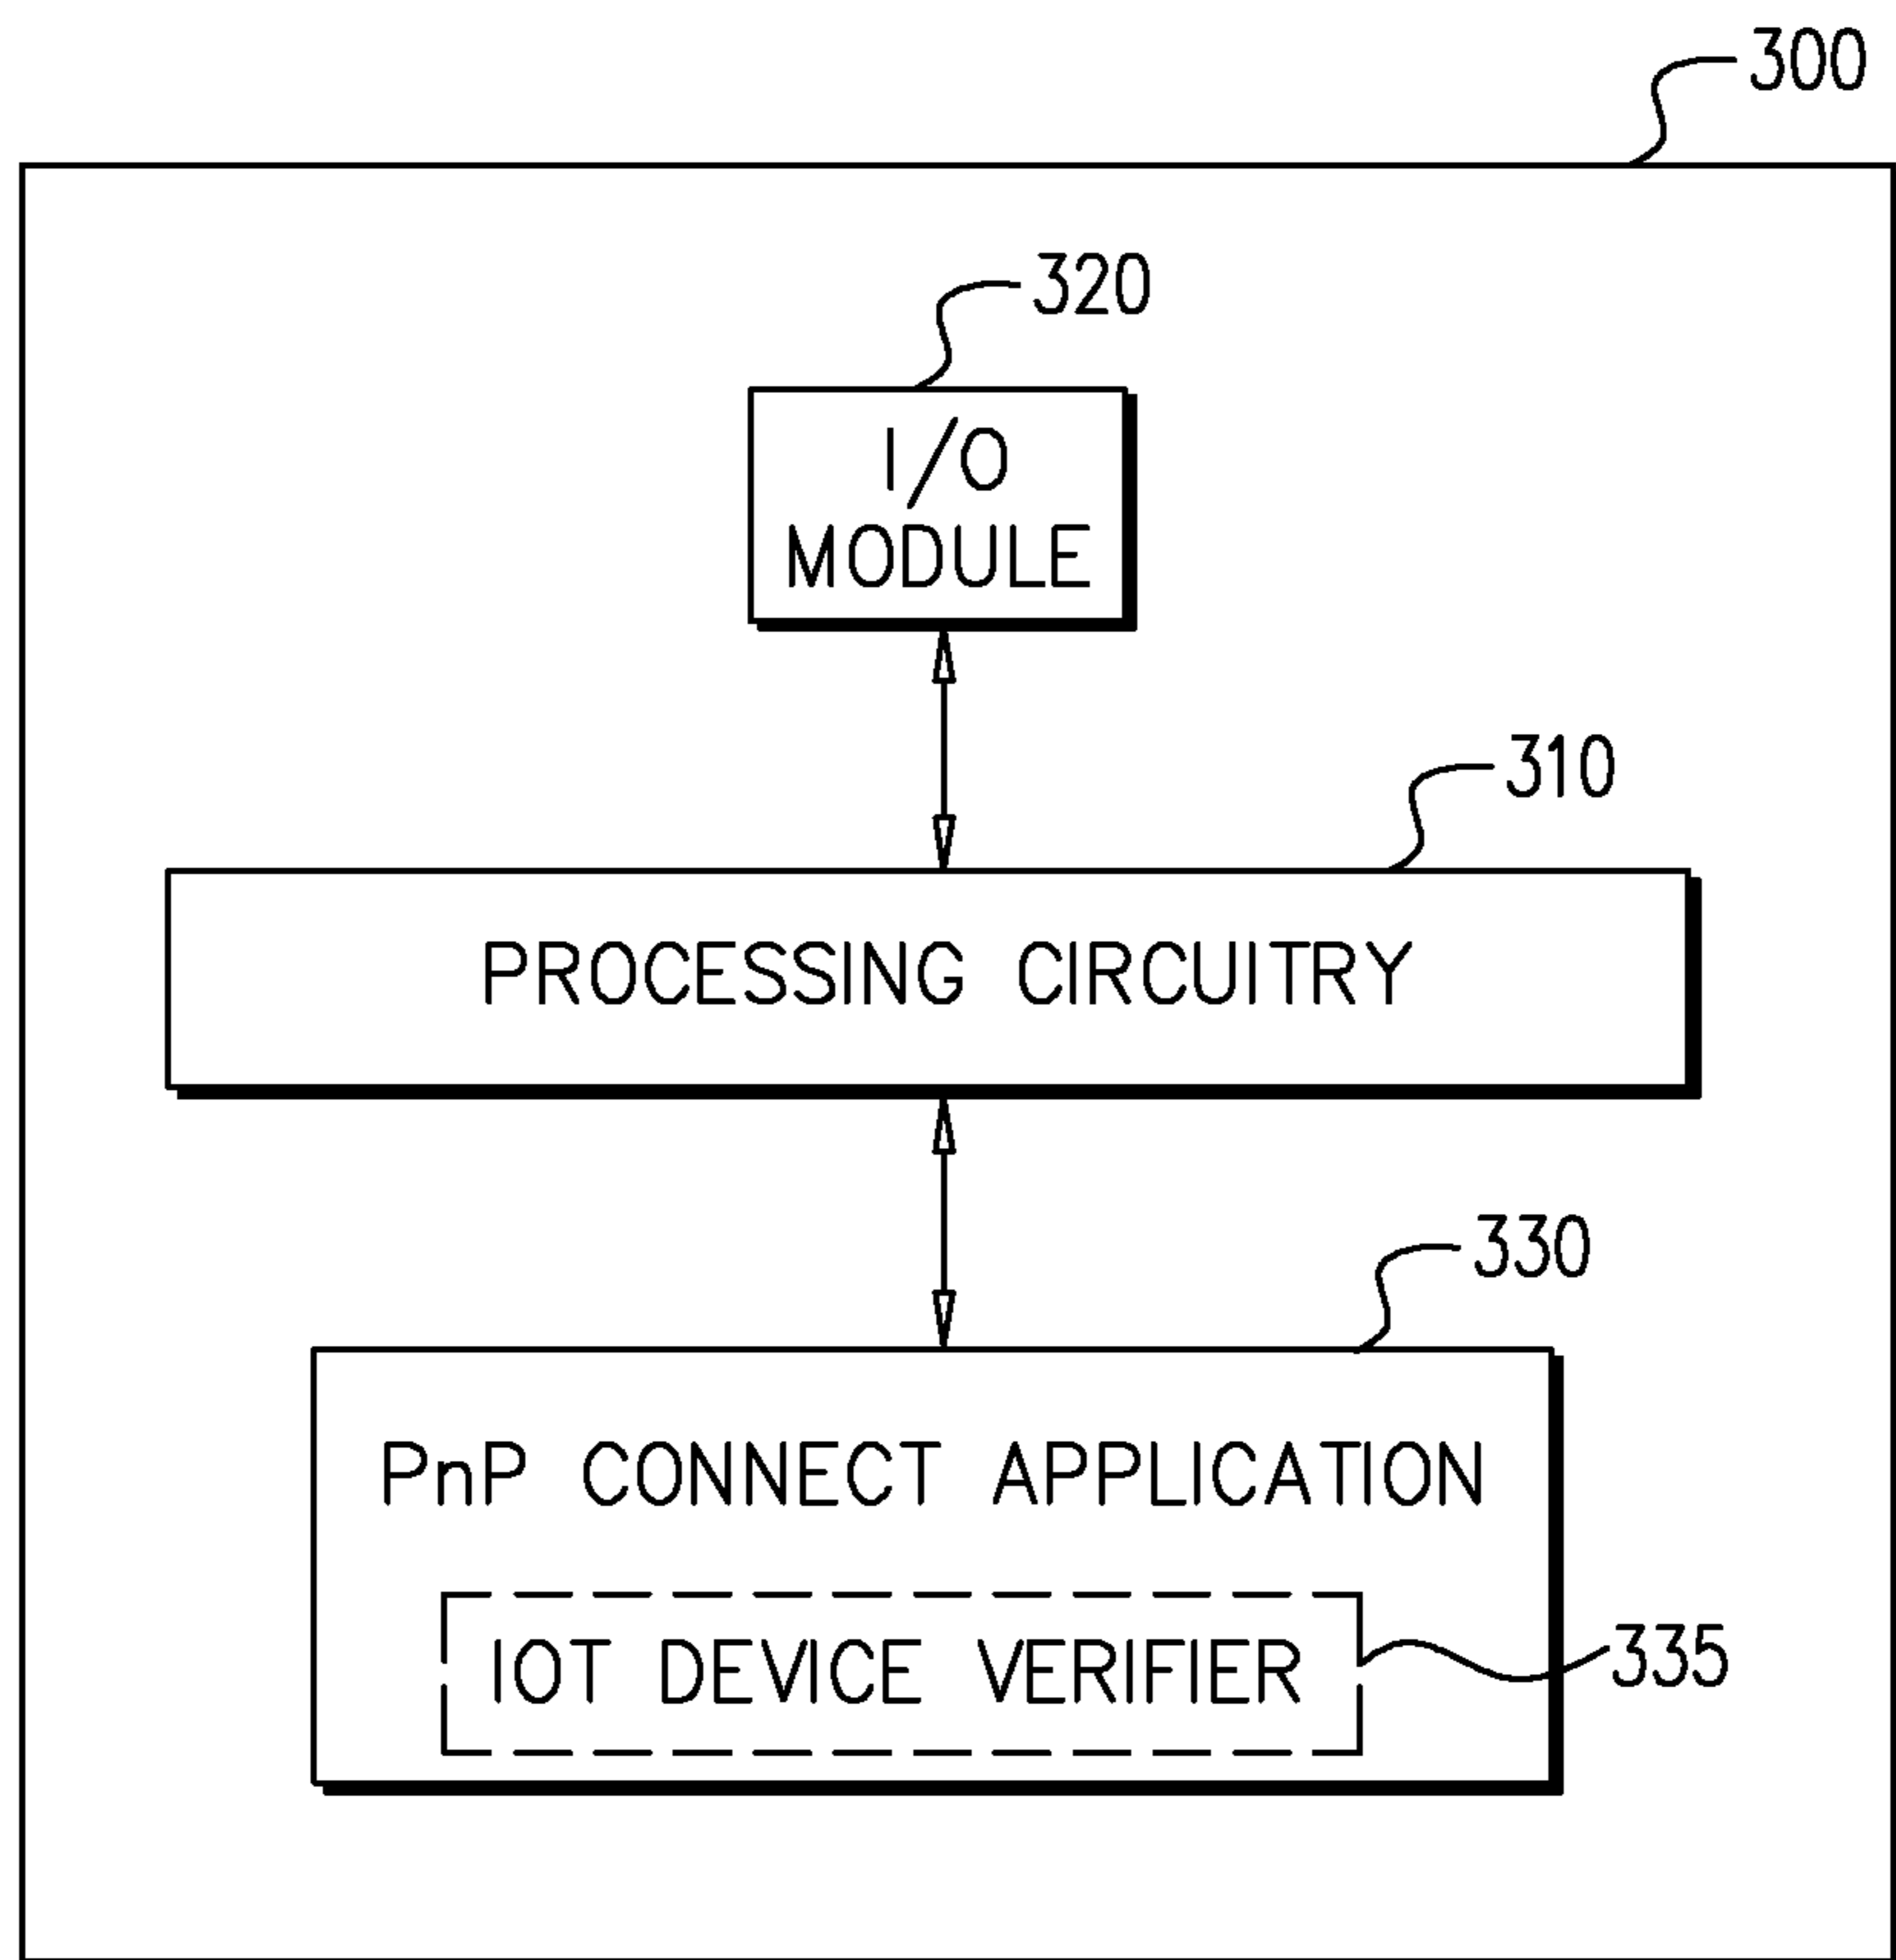 300
320
I/O
MODULE
310
PROCESSING CIRCUITRY
330
PnP CONNECT APPLICATION
IOT DEVICE VERIFIER
335